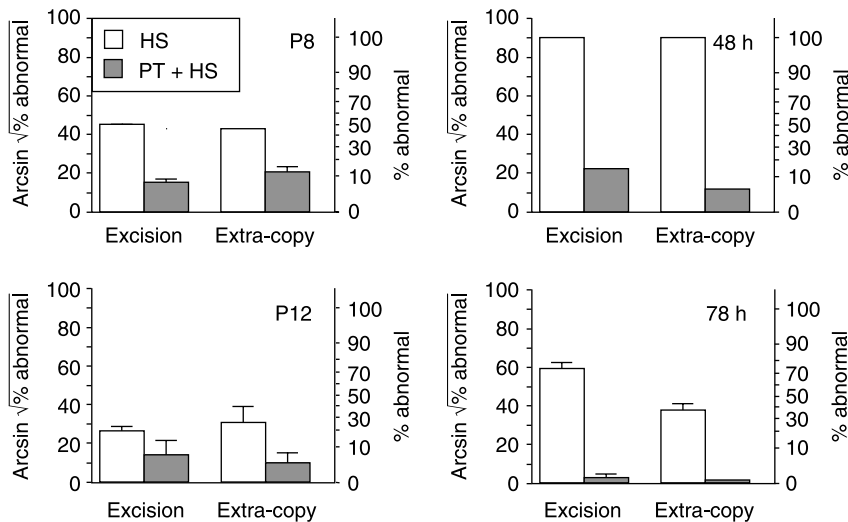 Arcsin √% abnormal
100
80
60
40
20
0
HS
PT + HS
P8
100
90
70
50
30
10
0
% abnormal
Excision
Extra-copy
Arcsin √% abnormal
100
80
60
40
20
0
48 h
100
90
70
50
30
10
0
% abnormal
Excision
Extra-copy
Arcsin √% abnormal
100
80
60
40
20
0
P12
100
90
70
50
30
10
0
% abnormal
Excision
Extra-copy
Arcsin √% abnormal
100
80
60
40
20
0
78 h
100
90
70
50
30
10
0
% abnormal
Excision
Extra-copy